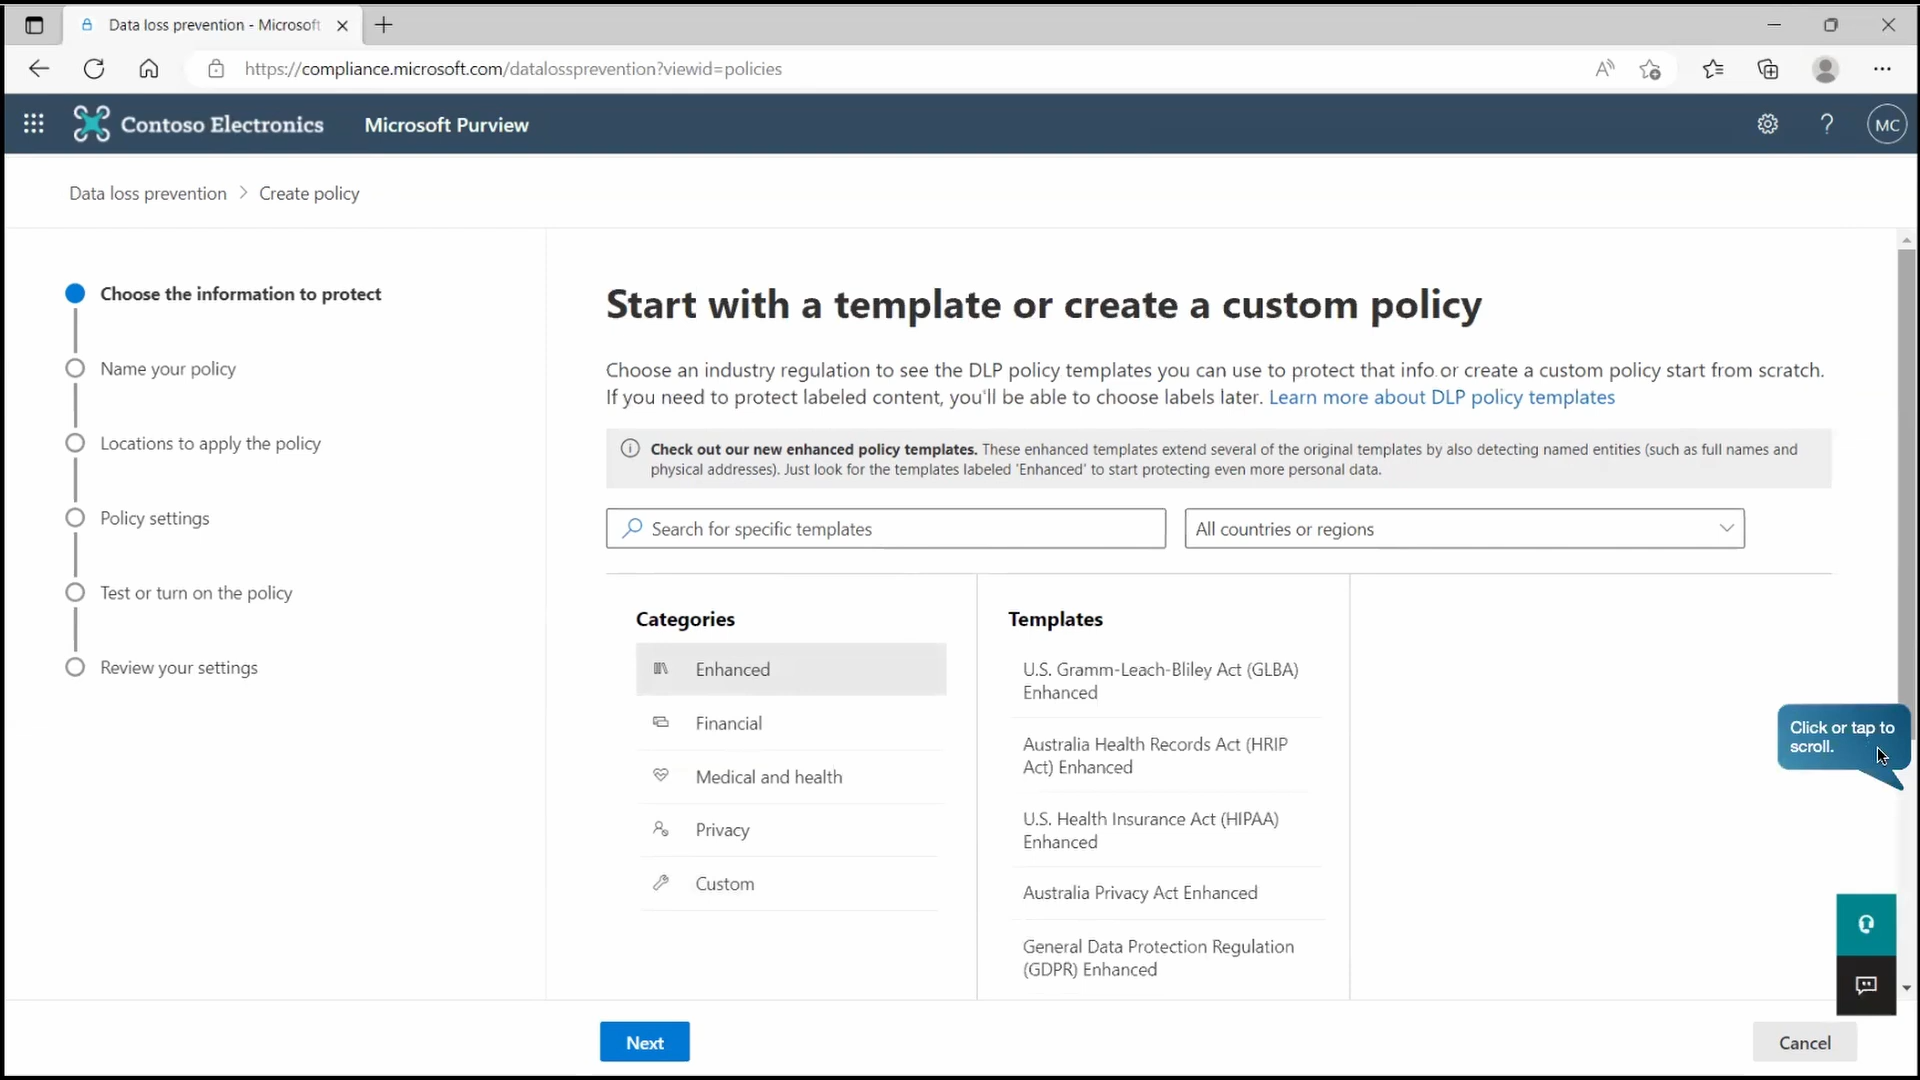 Data loss prevention - Microsoft
https://compliance.microsoft.com/datalossprevention?viewid=policies
Contoso Electronics
Microsoft Purview
MC
Data loss prevention > Create policy
Choose the information to protect
Name your policy
Locations to apply the policy
Policy settings
Test or turn on the policy
Review your settings
Start with a template or create a custom policy
Choose an industry regulation to see the DLP policy templates you can use to protect that info or create a custom policy start from scratch.
If you need to protect labeled content, you'll be able to choose labels later. Learn more about DLP policy templates
Check out our new enhanced policy templates. These enhanced templates extend several of the original templates by also detecting named entities (such as full names and
physical addresses). Just look for the templates labeled 'Enhanced' to start protecting even more personal data.
Search for specific templates
All countries or regions
Categories
Enhanced
Financial
Medical and health
Privacy
Custom
Templates
U.S. Gramm-Leach-Bliley Act (GLBA)
Enhanced
Australia Health Records Act (HRIP
Act) Enhanced
U.S. Health Insurance Act (HIPAA)
Enhanced
Australia Privacy Act Enhanced
General Data Protection Regulation
(GDPR) Enhanced
Click or tap to
scroll.
Next
Cancel